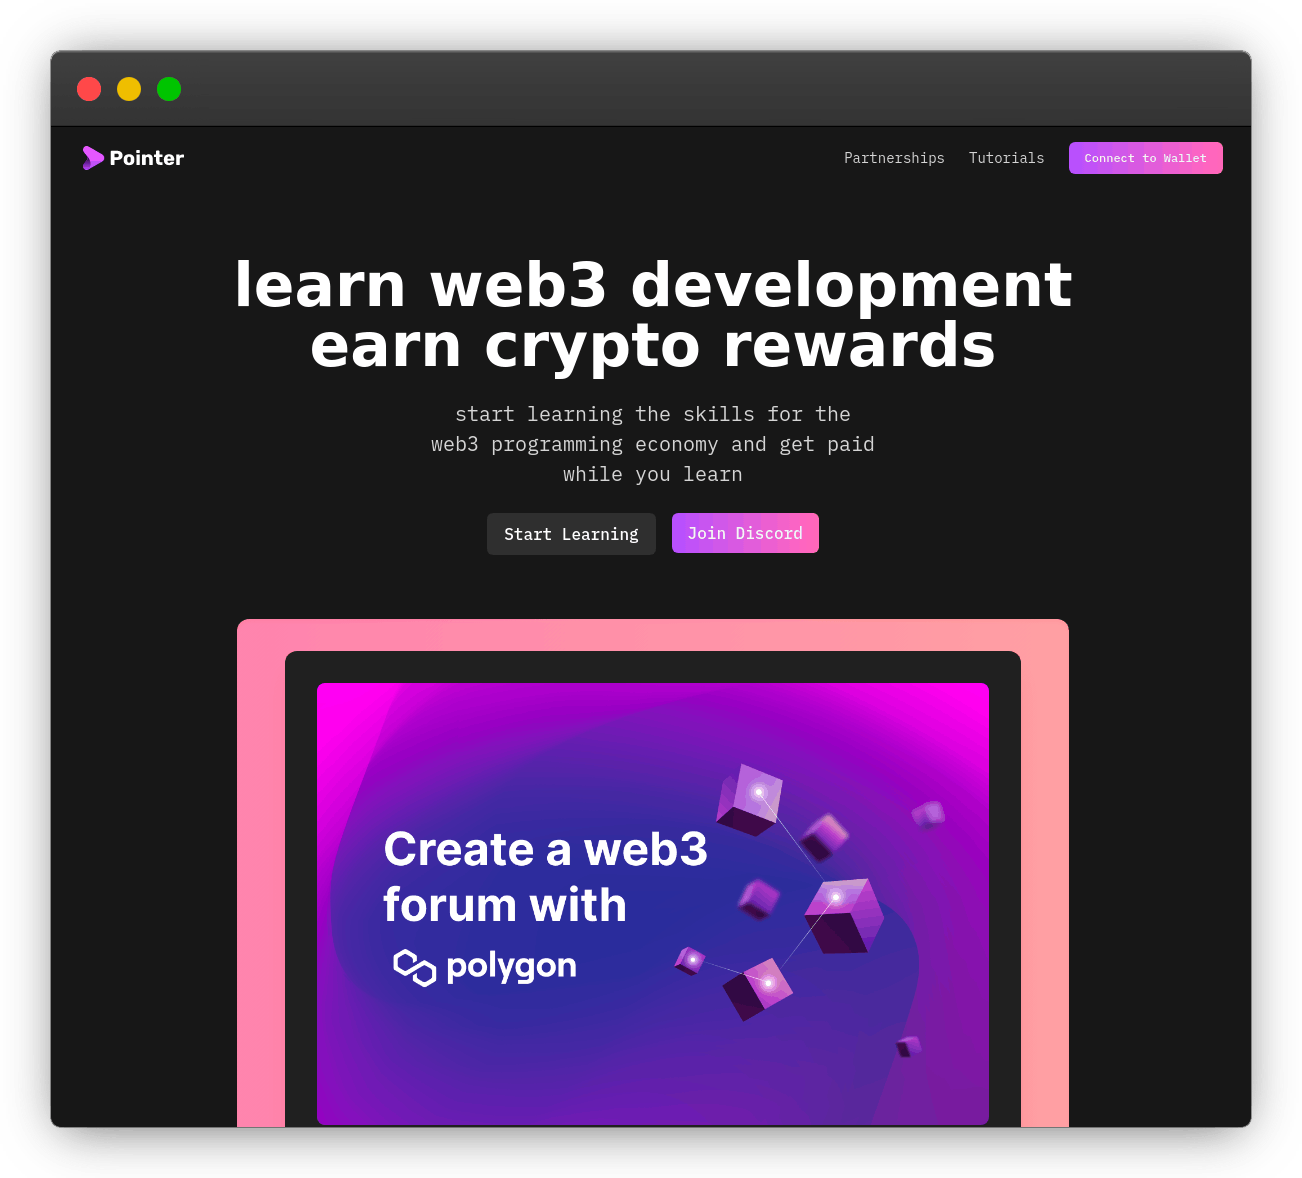 Pointer
Partnerships
Tutorials
Connect to Wallet
learn web3 development
earn crypto rewards
start learning the skills for the
web3 programming economy and get paid
while you learn
Start Learning
Join Discord
Create a web3
forum with
polygon